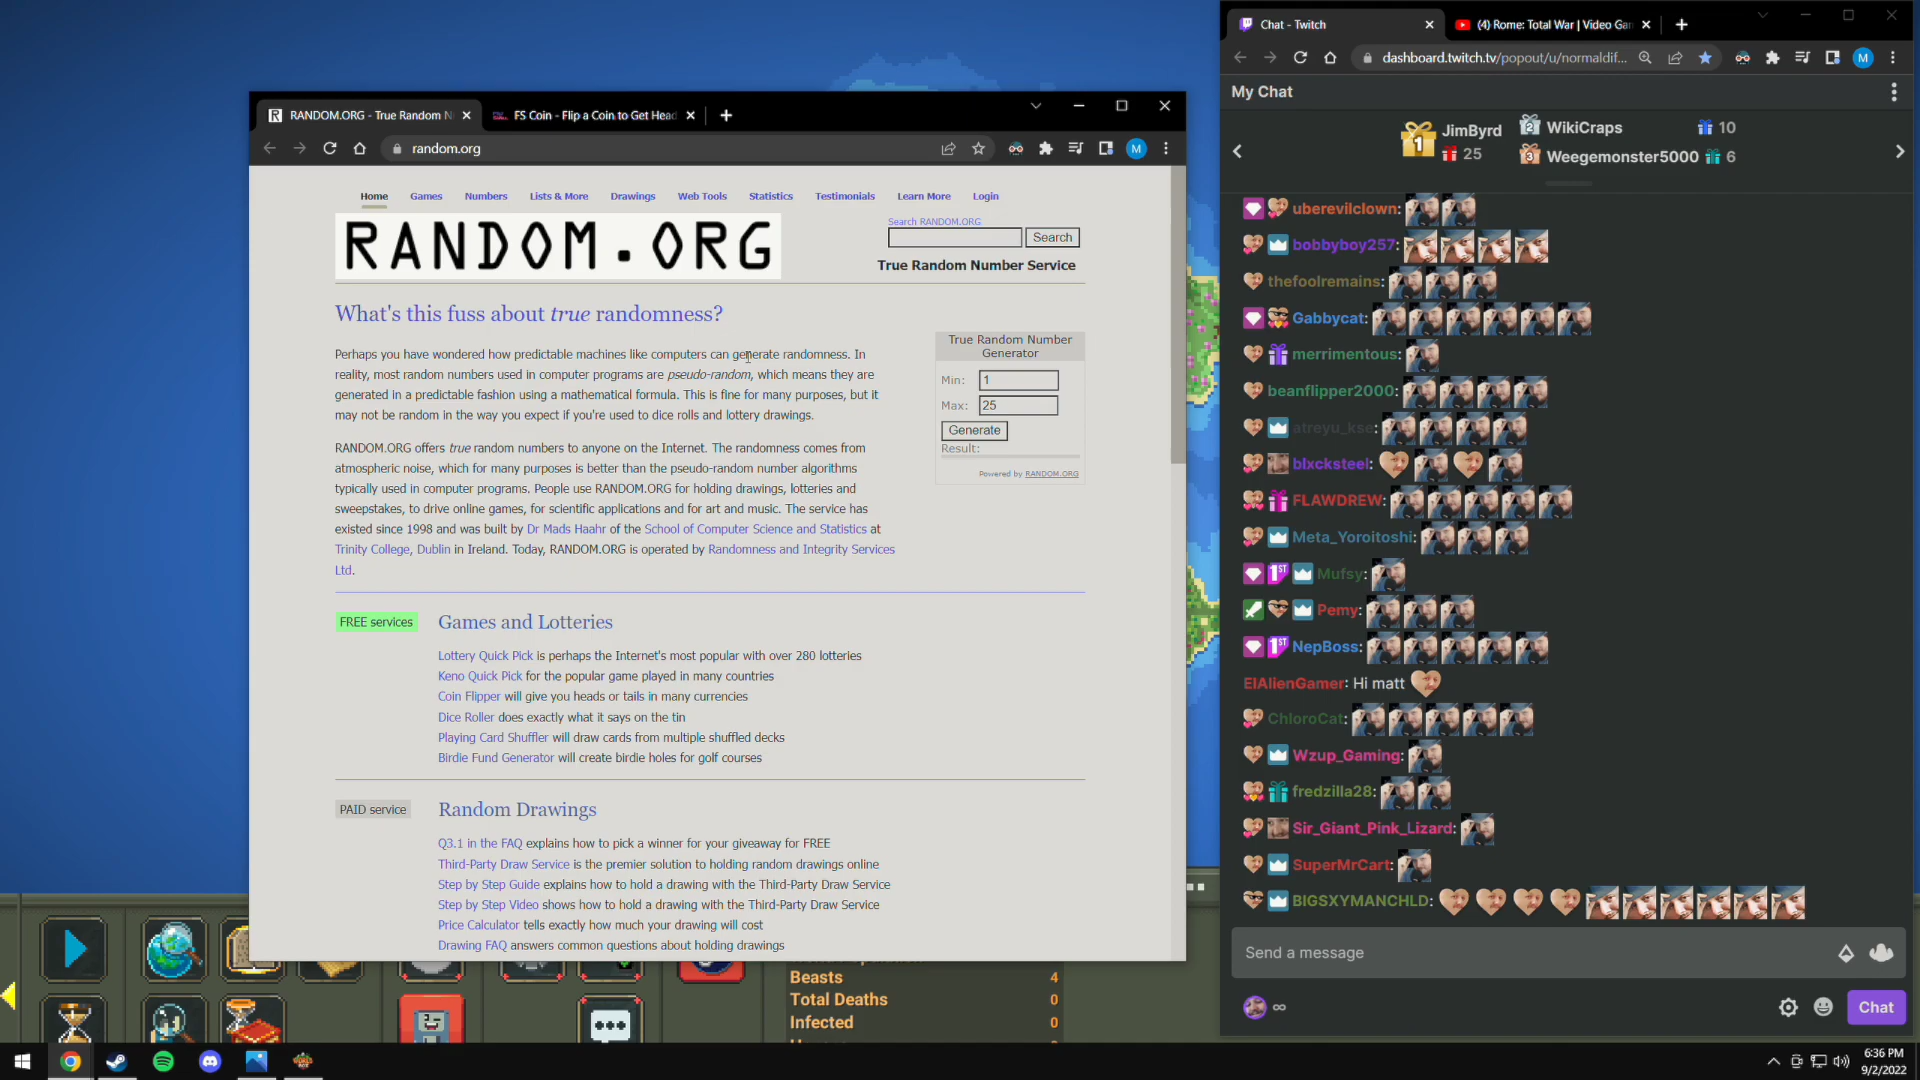 RANDOM.ORG - True Random N
FS Coin - Flip a Coin to Get Head
random.org
M
Home
Games
Numbers
Lists & More
Drawings
Web Tools
Statistics
Testimonials
Learn More
Login
RANDOM.ORG
Search RANDOM.ORG
Search
True Random Number Service
What's this fuss about true randomness?
Perhaps you have wondered how predictable machines like computers can generate randomness. In
reality, most random numbers used in computer programs are pseudo-random, which means they are
generated in a predictable fashion using a mathematical formula. This is fine for many purposes, but it
may not be random in the way you expect if you're used to dice rolls and lottery drawings.
RANDOM.ORG offers true random numbers to anyone on the Internet. The randomness comes from
atmospheric noise, which for many purposes is better than the pseudo-random number algorithms
typically used in computer programs. People use RANDOM.ORG for holding drawings, lotteries and
sweepstakes, to drive online games, for scientific applications and for art and music. The service has
existed since 1998 and was built by Dr Mads Haahr of the School of Computer Science and Statistics at
Trinity College, Dublin in Ireland. Today, RANDOM.ORG is operated by Randomness and Integrity Services
Ltd.
True Random Number
Generator
Min: 1
Max: 25
Generate
Result:
Powered by RANDOM.ORG
FREE services
Games and Lotteries
Lottery Quick Pick is perhaps the Internet's most popular with over 280 lotteries
Keno Quick Pick for the popular game played in many countries
Coin Flipper will give you heads or tails in many currencies
Dice Roller does exactly what it says on the tin
Playing Card Shuffler will draw cards from multiple shuffled decks
Birdie Fund Generator will create birdie holes for golf courses
PAID service
Random Drawings
Q3.1 in the FAQ explains how to pick a winner for your giveaway for FREE
Third-Party Draw Service is the premier solution to holding random drawings online
Step by Step Guide explains how to hold a drawing with the Third-Party Draw Service
Step by Step Video shows how to hold a drawing with the Third-Party Draw Service
Price Calculator tells exactly how much your drawing will cost
Drawing FAQ answers common questions about holding drawings
Beasts 4
Total Deaths 0
Infected 0
Chat - Twitch
(4) Rome: Total War | Video Gar
dashboard.twitch.tv/popout/u/normaldif...
M
My Chat
1
JimByrd
25
2
WikiCraps
10
3
Weegemonster5000
6
uberevilclown:
bobbyboy257:
thefoolremains:
Gabbycat:
merrimentous:
beanflipper2000:
atreyu_kse:
blxcksteel:
FLAWDREW:
Meta_Yoroitoshi:
1ST Mufsy:
Pemy:
1ST NepBoss:
ElAlienGamer: Hi matt
ChloroCat:
Wzup_Gaming:
fredzilla28:
Sir_Giant_Pink_Lizard:
SuperMrCart:
BIGSXYMANCHLD:
Send a message
∞
Chat
6:36 PM
9/2/2022